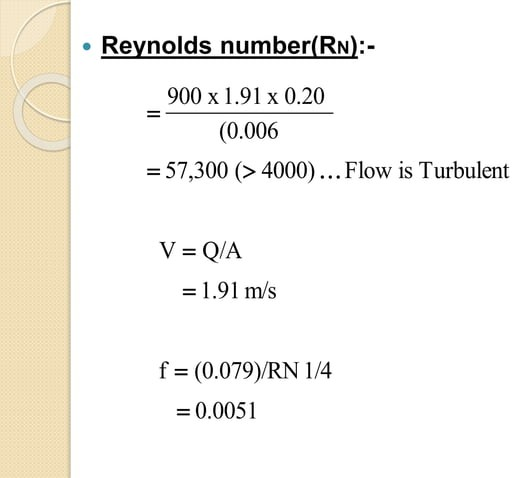 Reynolds number(RN):-
= 900 x 1.91 x 0.20
(0.006
= 57,300 (> 4000)…Flow is Turbulent
V = Q/A
= 1.91 m/s
f = (0.079)/RN 1/4
= 0.0051